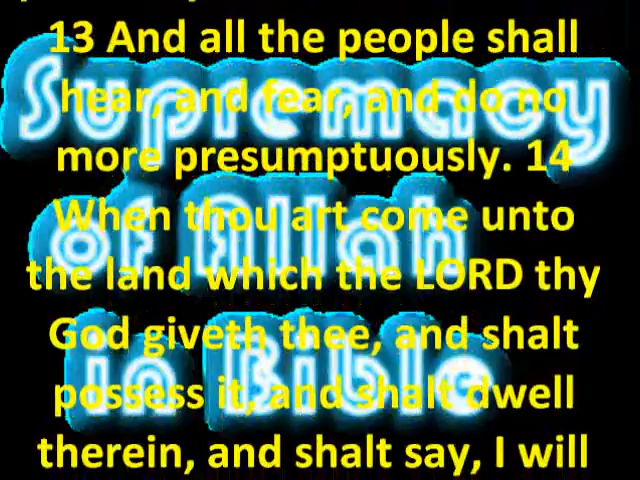 13 And all the people shall
hear, and fear, and do no
more presumptuously. 14
When thou art come unto
the land which the LORD thy
God giveth thee, and shalt
possess it, and shalt dwell
therein, and shalt say, I will
Supremacy
of Allah
in Bible